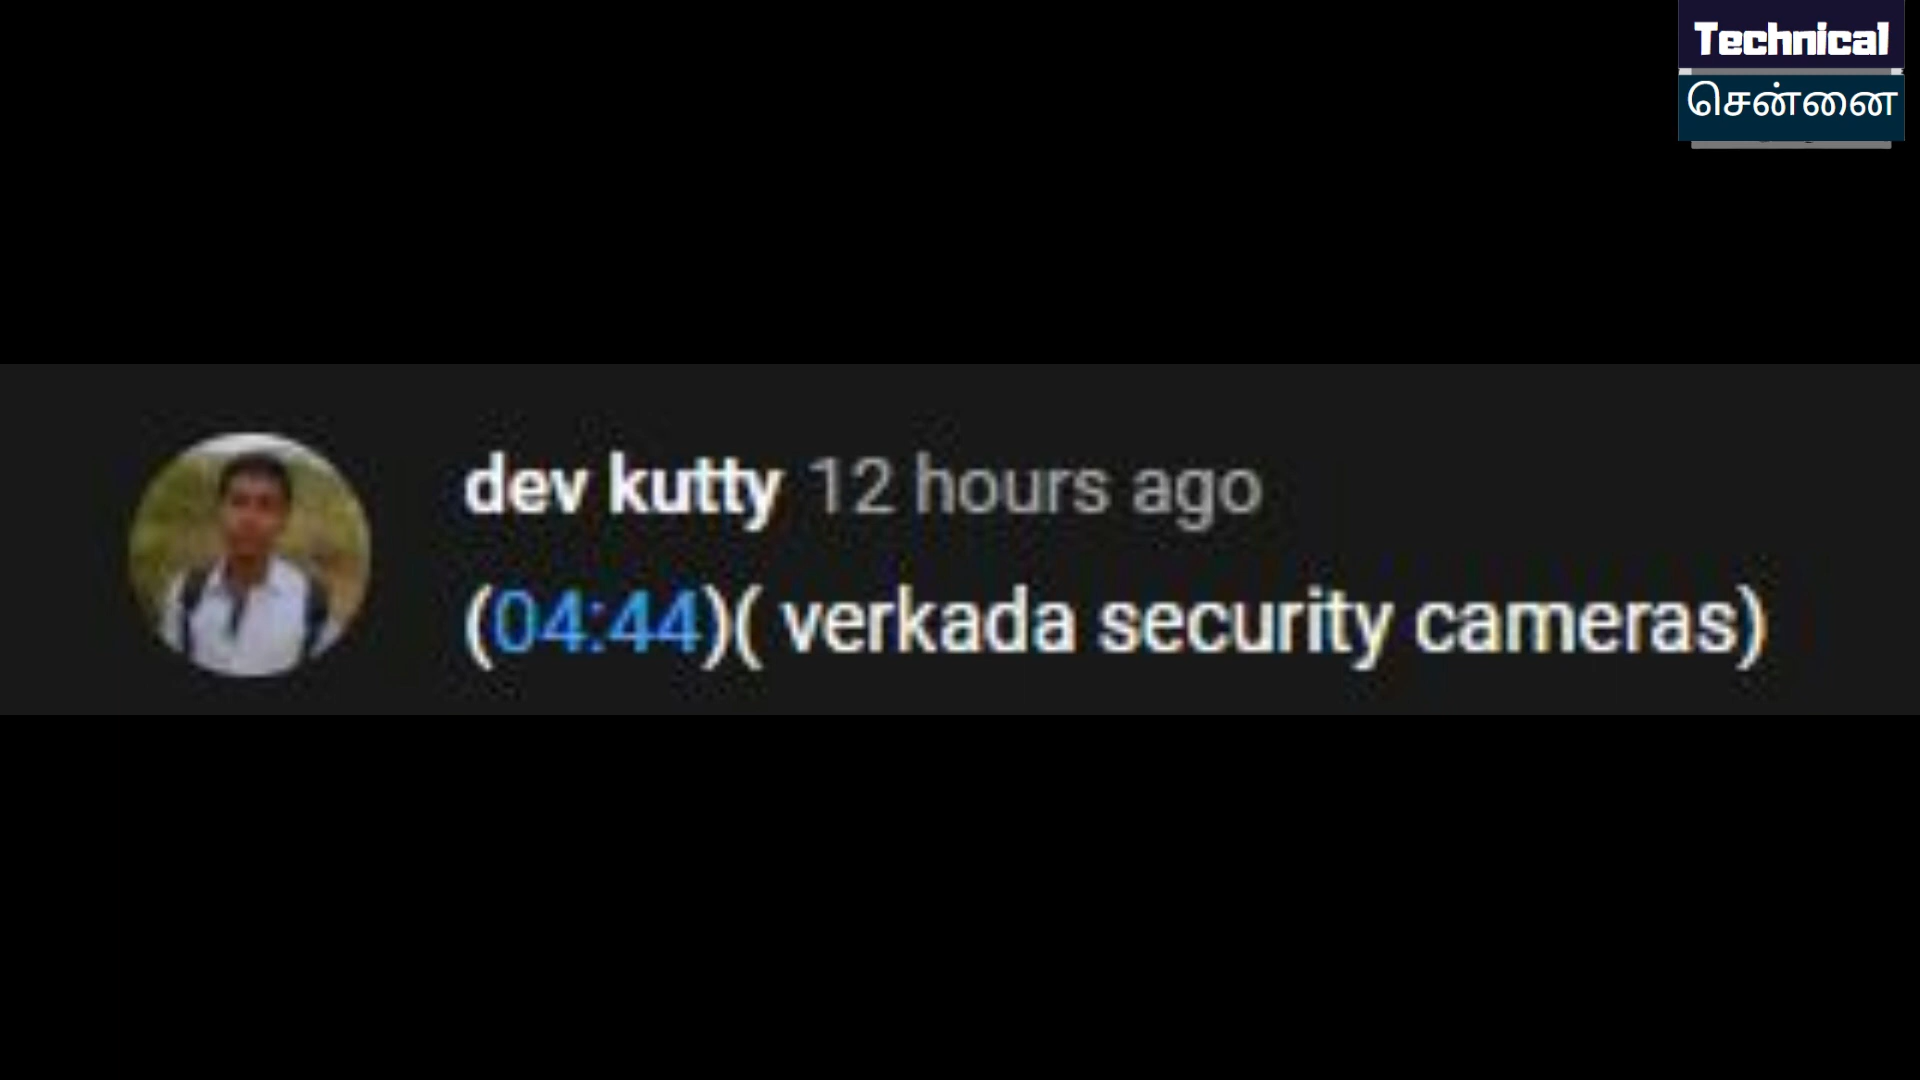 Technical
சென்னை
dev kutty 12 hours ago
(04:44)( verkada security cameras)